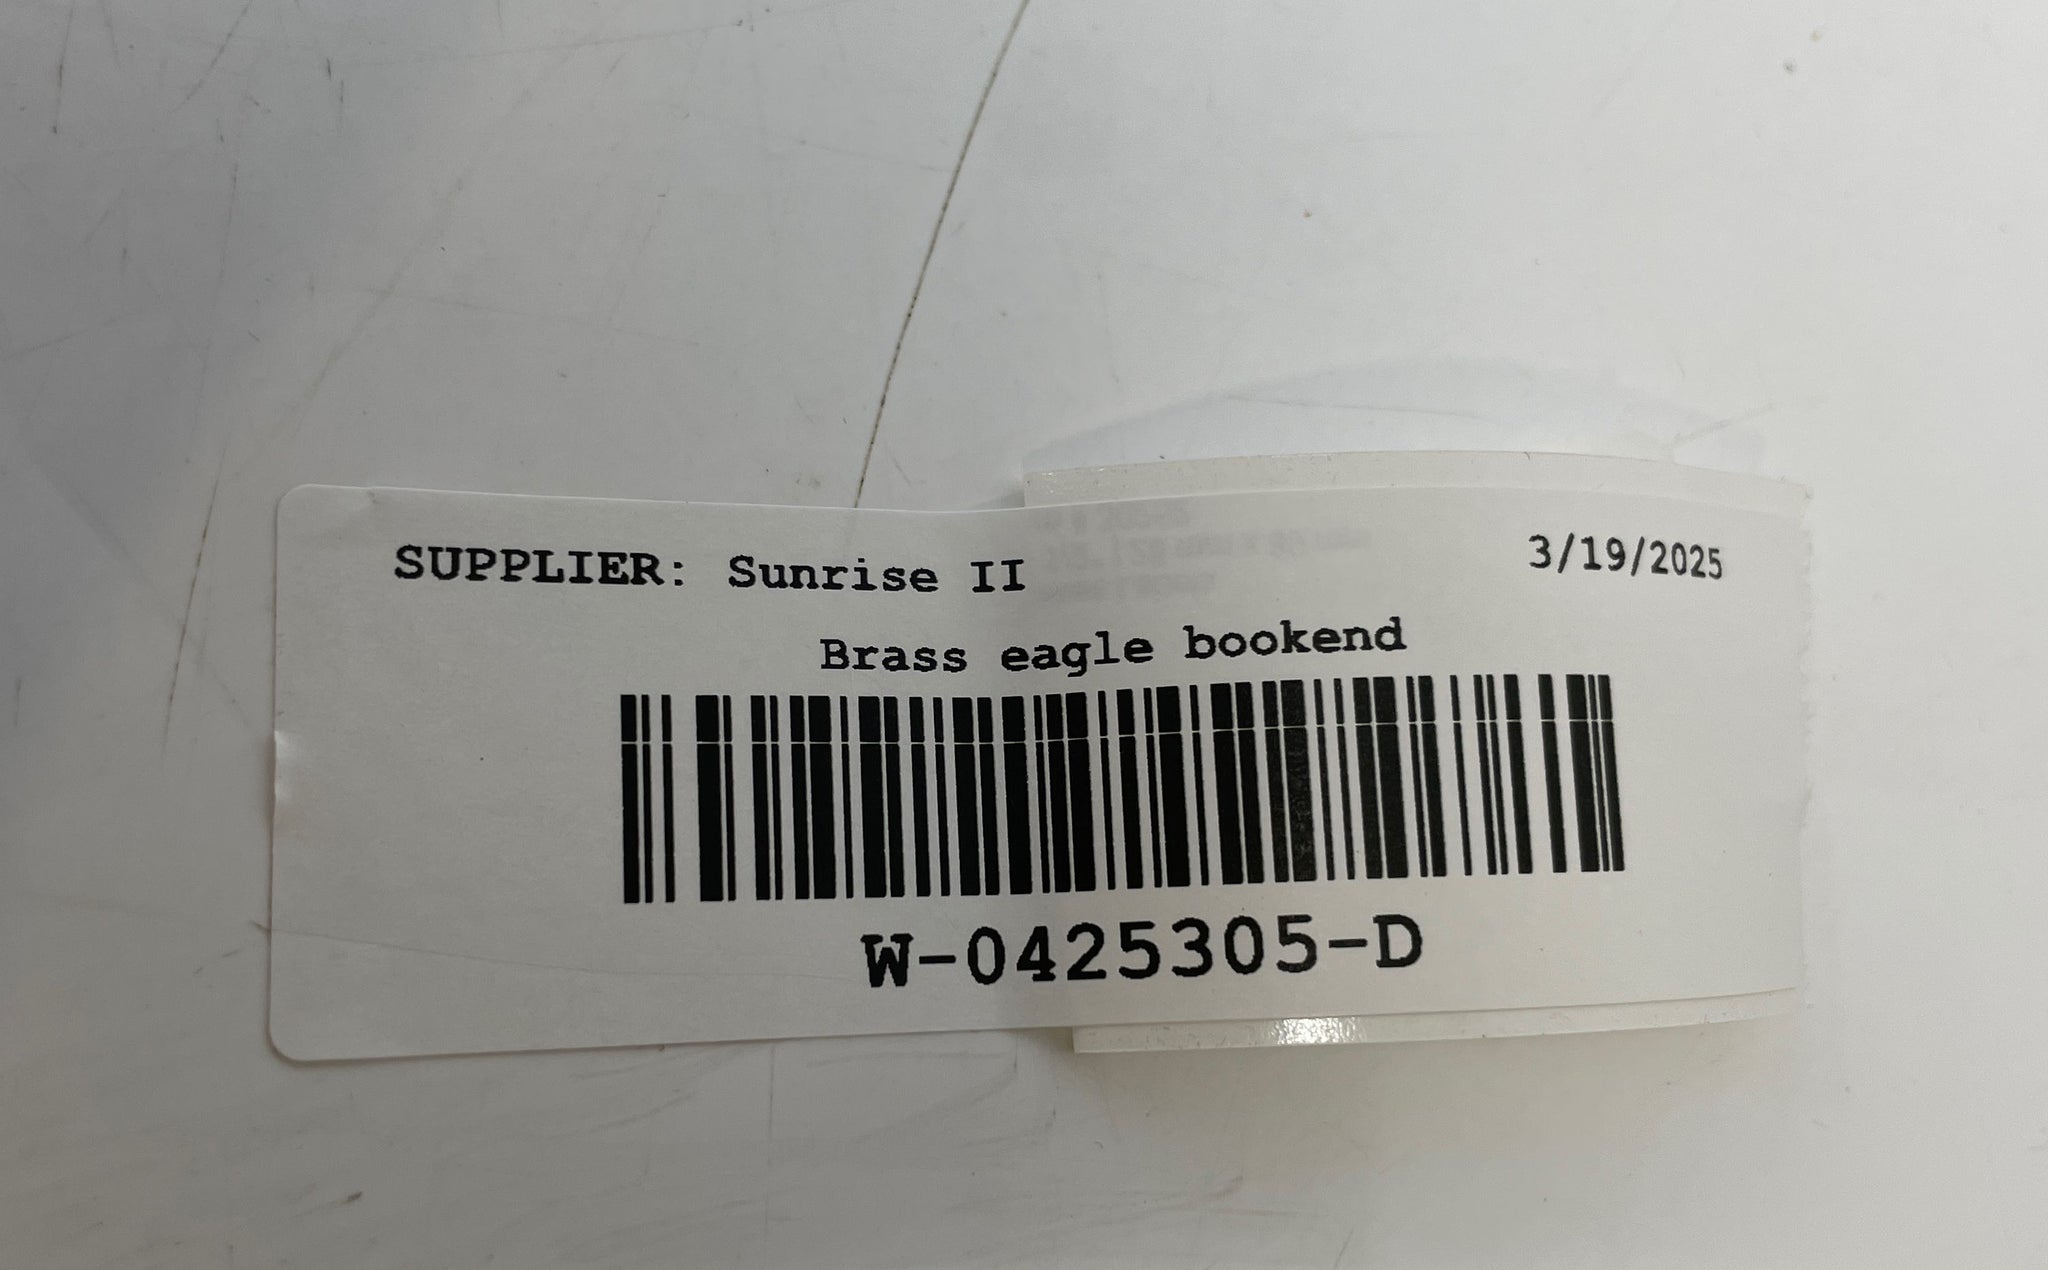 SUPPLIER: Sunrise II 3/19/2025
Brass eagle bookend
W-0425305-D